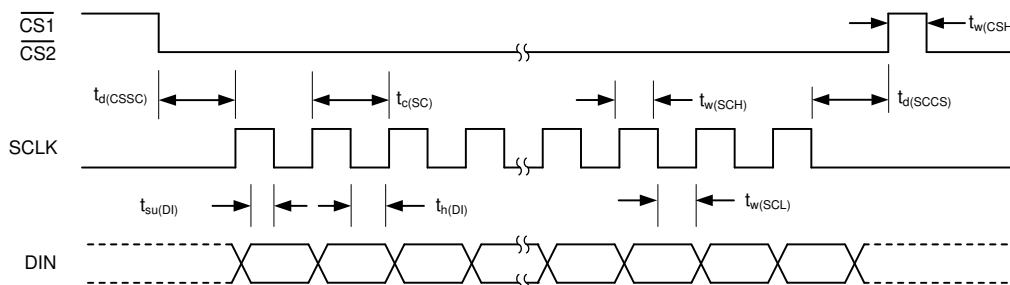 CS1
CS2
tw(CSH
td(CSSC)
tc(SC)
tw(SCH)
td(SCCS)
SCLK
tsu(DI)
th(DI)
tw(SCL)
DIN